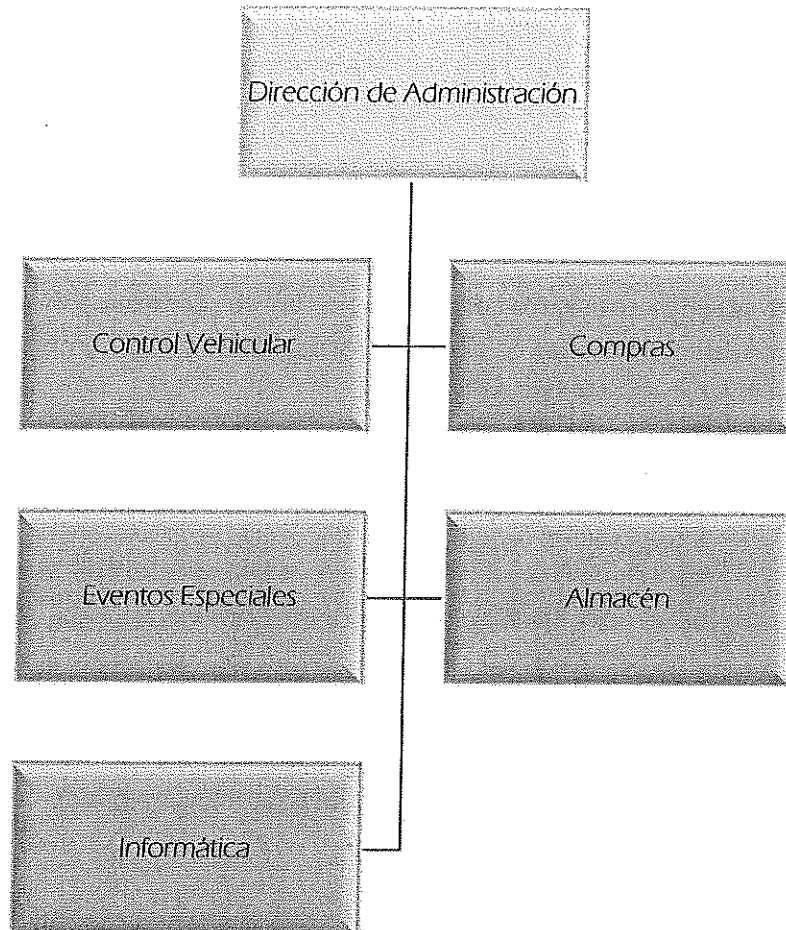 Dirección de Administración
Control Vehicular
Compras
Eventos Especiales
Almacén
Informática